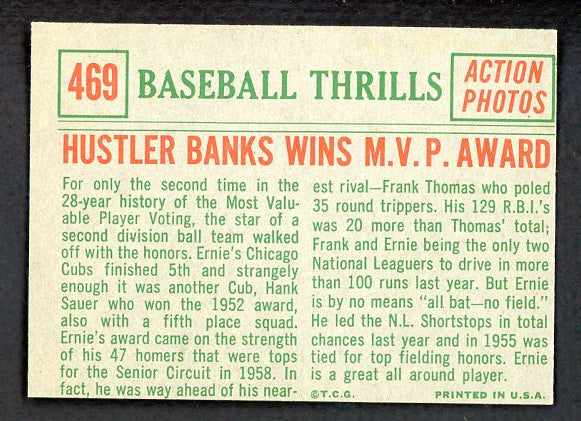 469
BASEBALL THRILLS
ACTION
PHOTOS
HUSTLER BANKS WINS M.V.P. AWARD
For only the second time in the
28-year history of the Most Valu-
able Player Voting, the star of a
second division ball team walked
off with the honors. Ernie's Chicago
Cubs finished 5th and strangely
enough it was another Cub, Hank
Sauer who won the 1952 award,
also with a fifth place squad.
Ernie's award came on the strength
of his 47 homers that were tops
for the Senior Circuit in 1958. In
fact, he was way ahead of his near-
est rival—Frank Thomas who poled
35 round trippers. His 129 R.B.I.'s
was 20 more than Thomas' total;
Frank and Ernie being the only two
National Leaguers to drive in more
than 100 runs last year. But Ernie
is by no means "all bat—no field."
He led the N.L. Shortstops in total
chances last year and in 1955 was
tied for top fielding honors. Ernie
is a great all around player.
©T.C.G. PRINTED IN U.S.A.